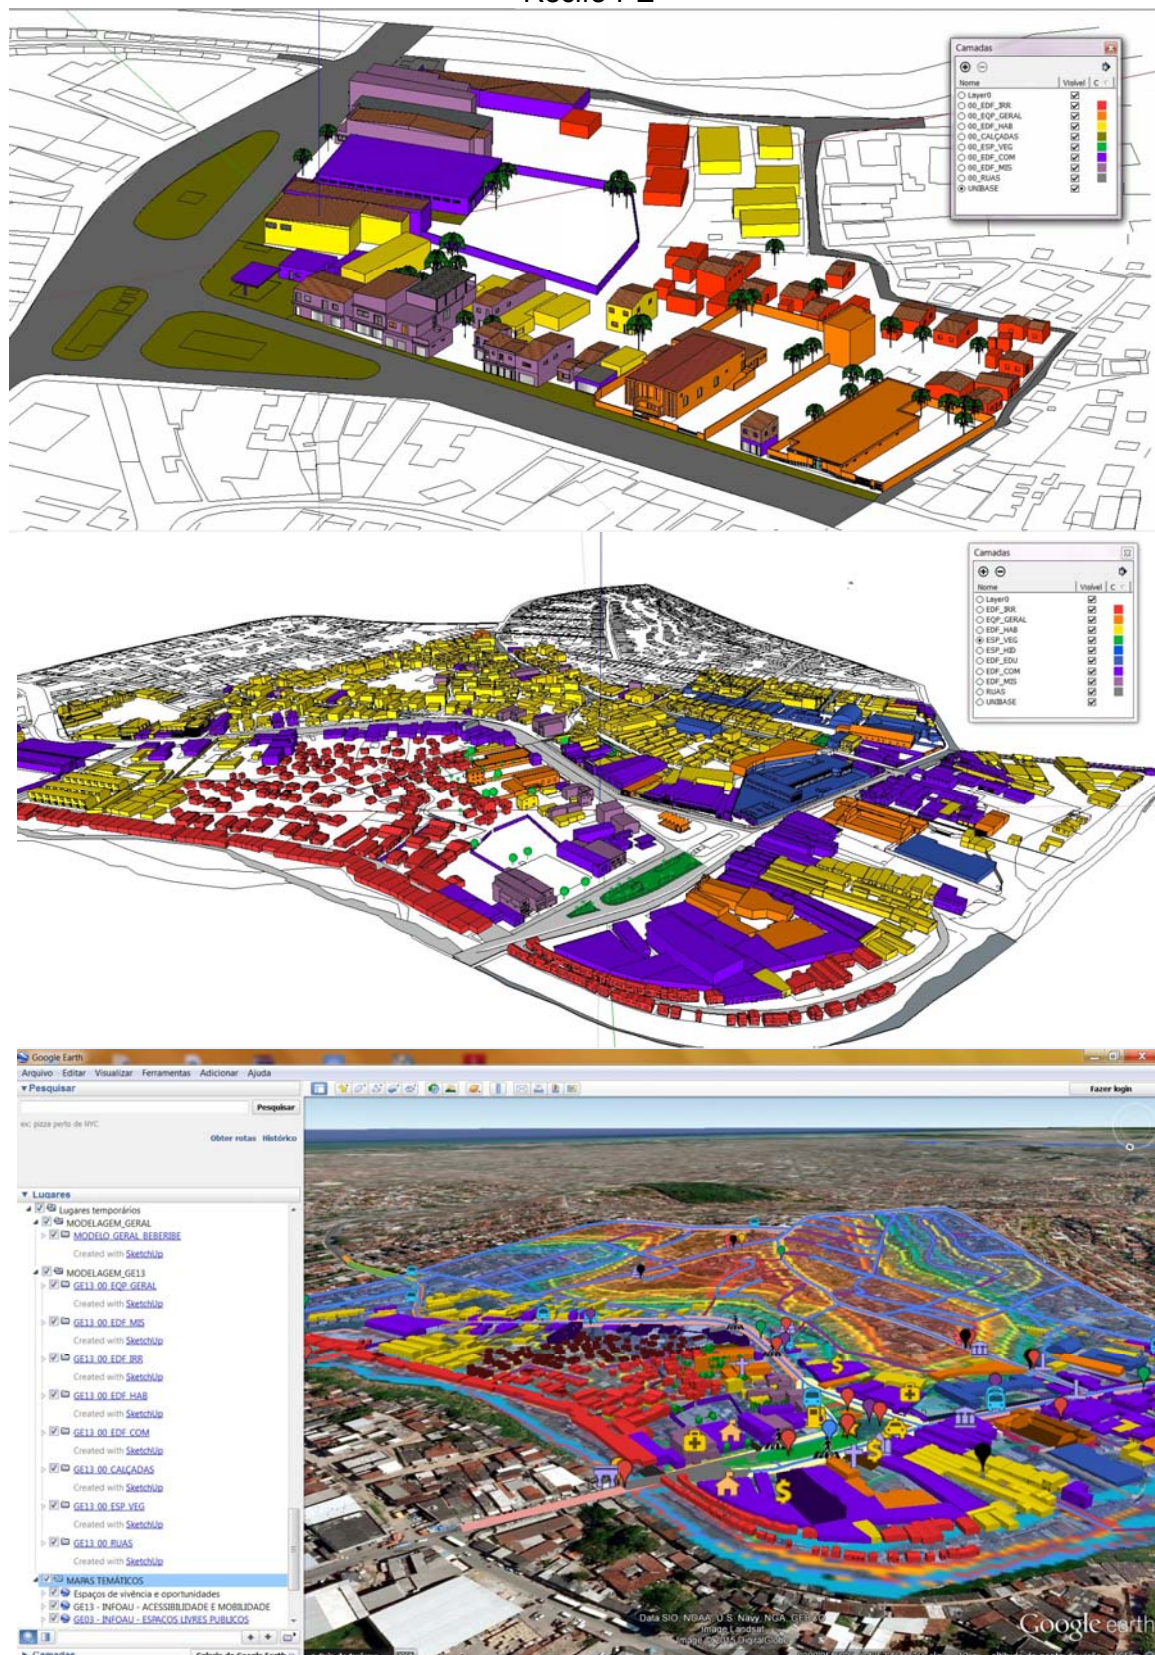 Recife PE
Camadas
Nome Visível C
Layer0
00_EDF_IRR
00_EQP_GERAL
00_EDF_HAB
00_CALÇADAS
00_ESP_VEG
00_EDF_COM
00_EDF_MIS
00_RUAS
UNIBASE
Camadas
Nome Visível C
Layer0
EDF_IRR
EQP_GERAL
EDF_HAB
ESP_VEG
ESP_HID
EDF_EDU
EDF_COM
EDF_MIS
RUAS
UNIBASE
Google Earth
Arquivo Editar Visualizar Ferramentas Adicionar Ajuda
Pesquisar
Fazer login
Pesquisar
ex: pizza perto de NYC
Obter rotas Histórico
Lugares
Lugares temporários
MODELAGEM_GERAL
MODELO_GERAL_BEBERIBE
Created with SketchUp
MODELAGEM_GE13
GE13_00_EQP_GERAL
Created with SketchUp
GE13_00_EDF_MIS
Created with SketchUp
GE13_00_EDF_IRR
Created with SketchUp
GE13_00_EDF_HAB
Created with SketchUp
GE13_00_EDF_COM
Created with SketchUp
GE13_00_CALÇADAS
Created with SketchUp
GE13_00_ESP_VEG
Created with SketchUp
GE13_00_RUAS
Created with SketchUp
MAPAS TEMÁTICOS
Espaços de vivência e oportunidades
GE13 - INFOAU - ACESSIBILIDADE E MOBILIDADE
GE03 - INFOAU - ESPAÇOS LIVRES PUBLICOS
Data SIO, NOAA, U.S. Navy, NGA, GEBCO
Image Landsat
Image © 2015 DigitalGlobe
Google earth
Camadas